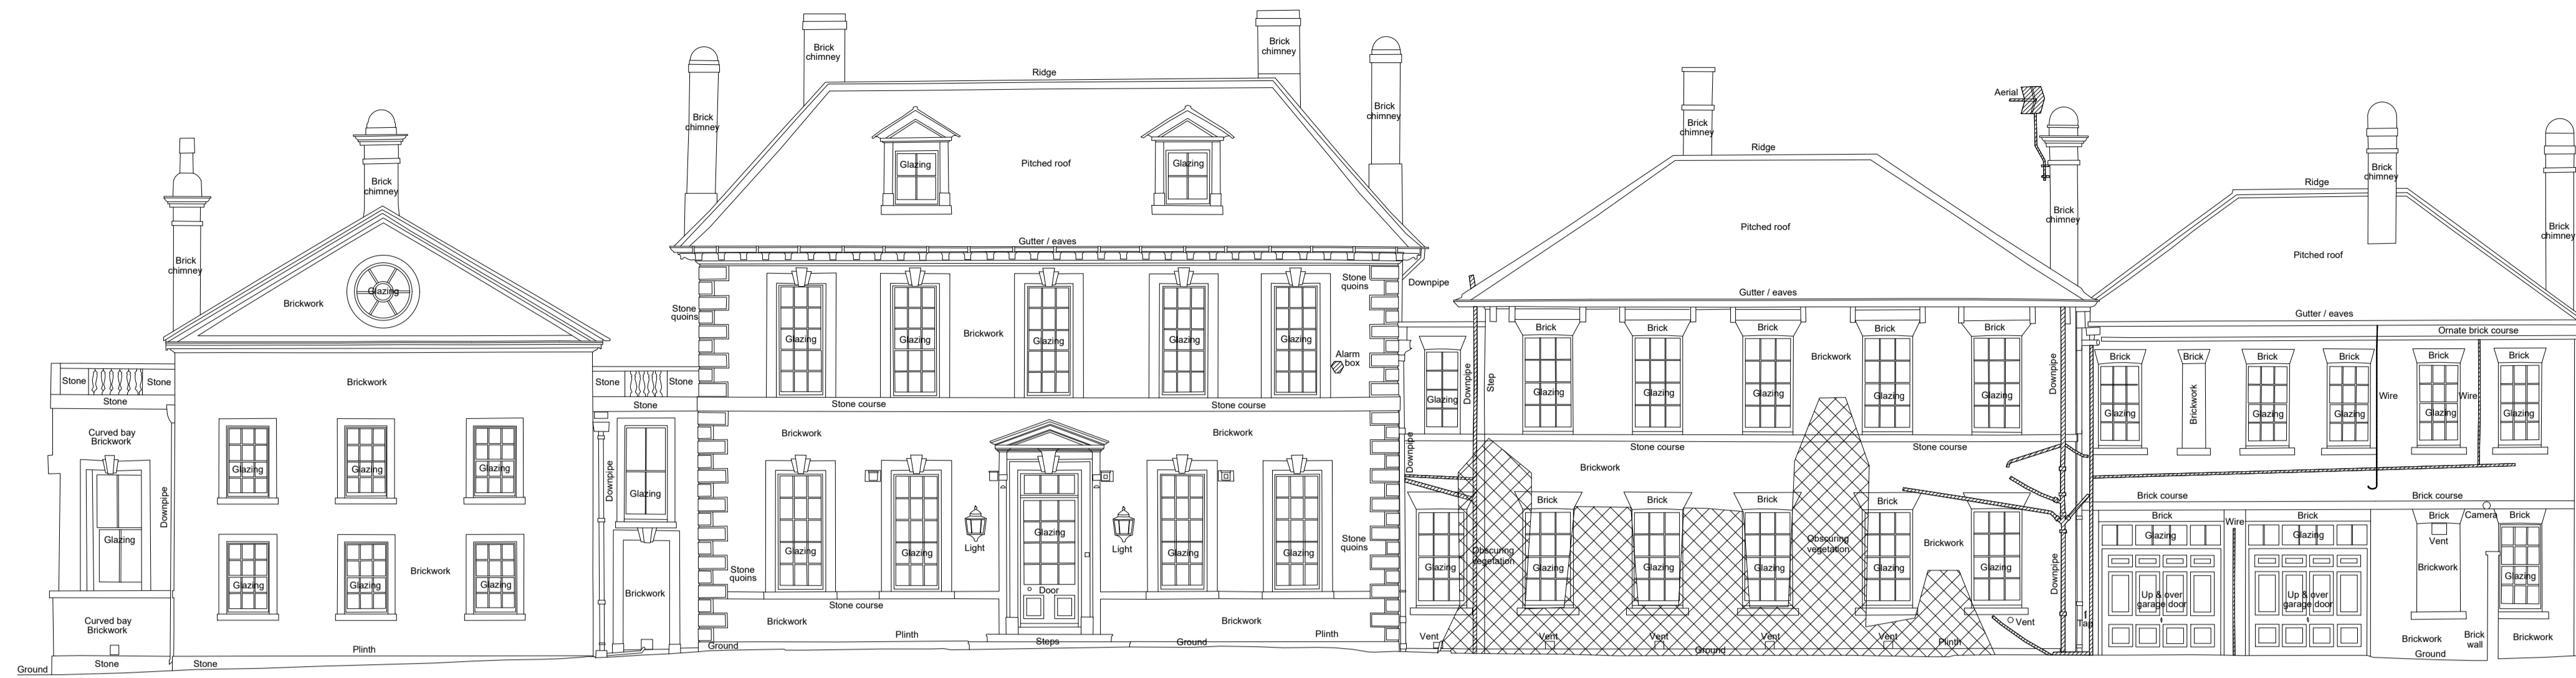 Brick
chimney
Brick
chimney
Glazing
Brickwork
Brickwork
Stone
Stone
Stone
Curved bay
Brickwork
Glazing
Downpipe
Glazing
Glazing
Glazing
Glazing
Glazing
Glazing
Brickwork
Curved bay
Brickwork
Plinth
Stone
Stone
Ground
Stone
Stone
Stone
Downpipe
Glazing
Brickwork
Brick
chimney
Brick
chimney
Brick
chimney
Brick
chimney
Ridge
Glazing
Pitched roof
Glazing
Gutter / eaves
Stone
quoins
Stone
quoins
Downpipe
Glazing
Glazing
Brickwork
Glazing
Glazing
Glazing
Alarm
box
Stone course
Stone course
Brickwork
Brickwork
Glazing
Glazing
Light
Glazing
Light
Glazing
Glazing
Stone
quoins
Stone
quoins
Door
Stone course
Brickwork
Brickwork
Plinth
Plinth
Ground
Steps
Ground
Brick
chimney
Ridge
Pitched roof
Gutter / eaves
Aerial
Brick
chimney
Glazing
Downpipe
Step
Brick
Brick
Brick
Brickwork
Brick
Brick
Glazing
Glazing
Glazing
Glazing
Glazing
Downpipe
Downpipe
Stone course
Stone course
Brickwork
Brick
Brick
Brick
Brick
Obscuring
vegetation
Obscuring
vegetation
Brickwork
Glazing
Glazing
Glazing
Glazing
Glazing
Glazing
Downpipe
Vent
Vent
Vent
Vent
Vent
Plinth
Vent
Tap
Ground
Brick
chimney
Brick
chimney
Ridge
Pitched roof
Gutter / eaves
Ornate brick course
Brick
Brick
Brick
Brick
Brick
Brick
Glazing
Brickwork
Glazing
Glazing
Wire
Glazing
Wire
Glazing
Brick course
Brick course
Brick
Wire
Brick
Brick
Camera
Brick
Glazing
Glazing
Vent
Brickwork
Glazing
Up & over
garage door
Up & over
garage door
Brickwork
Brick
wall
Brickwork
Ground